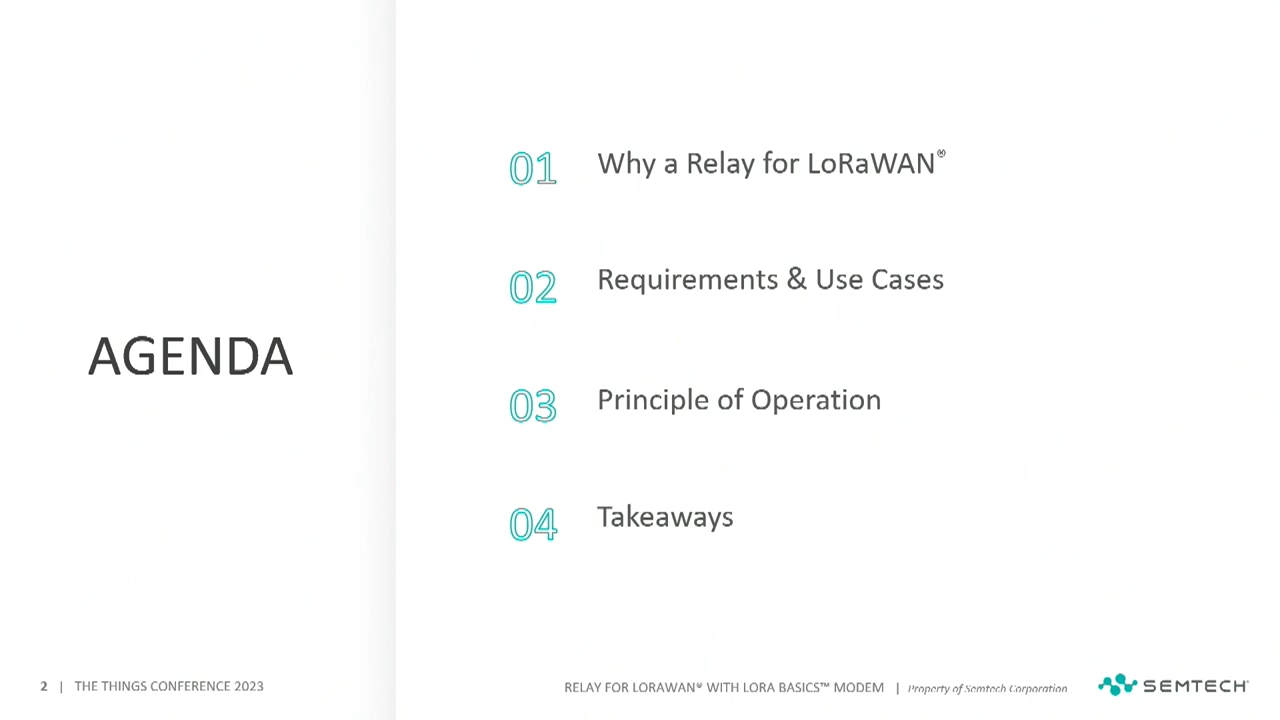 AGENDA
01 Why a Relay for LoRaWAN®
02 Requirements & Use Cases
03 Principle of Operation
04 Takeaways
2 | THE THINGS CONFERENCE 2023
RELAY FOR LORAWAN® WITH LORA BASICS™ MODEM | Property of Semtech Corporation
SEMTECH®